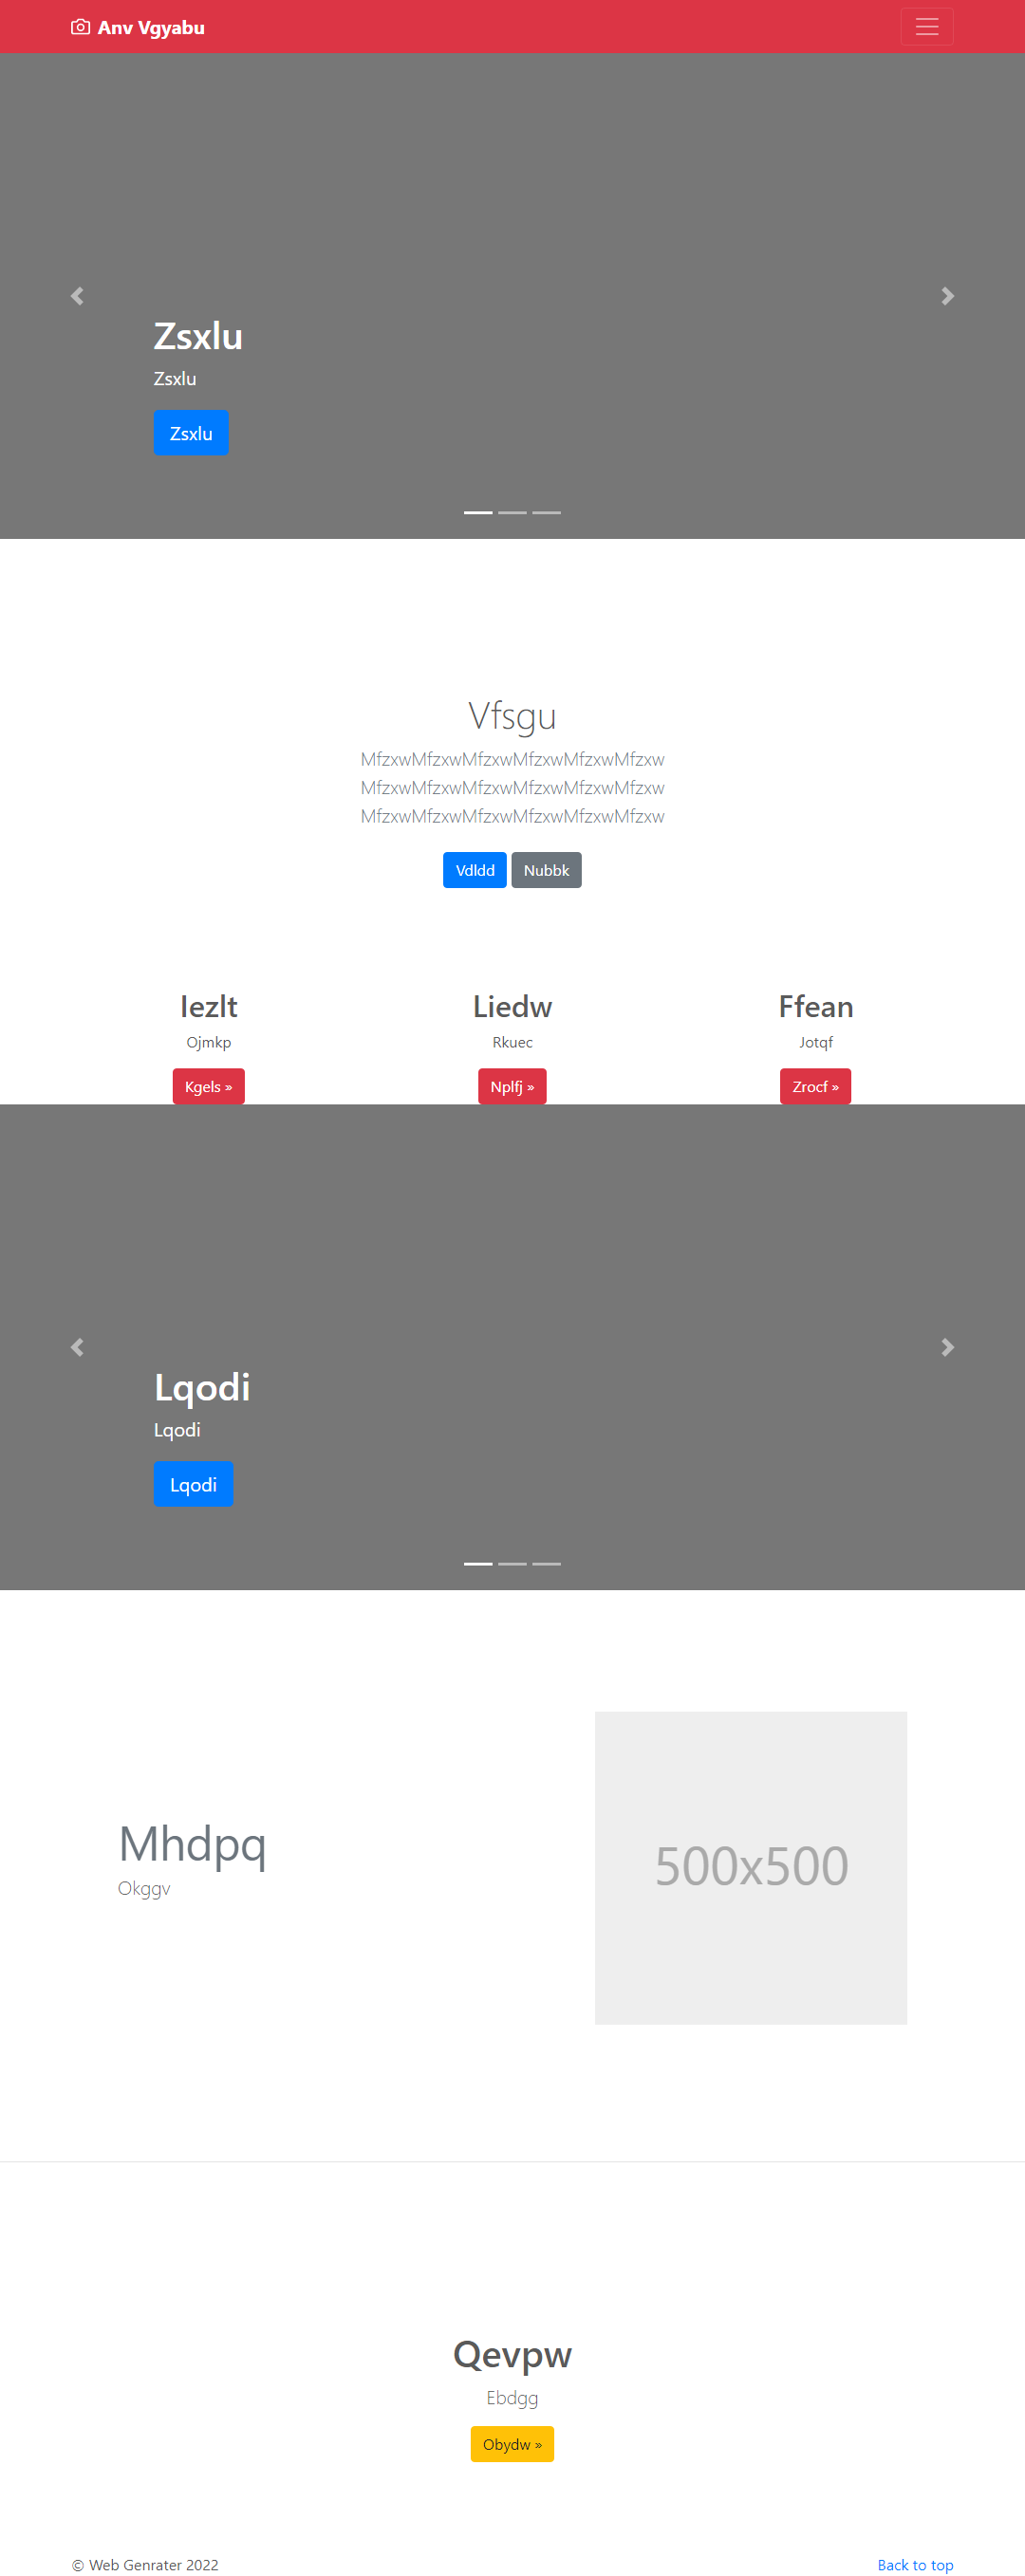 Anv Vgyabu
Zsxlu
Zsxlu
Zsxlu
Vfsgu
MfzxwMfzxwMfzxwMfzxwMfzxwMfzxw
MfzxwMfzxwMfzxwMfzxwMfzxwMfzxw
MfzxwMfzxwMfzxwMfzxwMfzxwMfzxw
Vdldd Nubbk
Iezlt Liedw Ffean
Ojmkp Rkuec Jotqf
Kgels » Nplfj » Zrocf »
Lqodi
Lqodi
Lqodi
Mhdpq
Okggv
500x500
Qevpw
Ebdgg
Obydw »
© Web Genrater 2022 Back to top